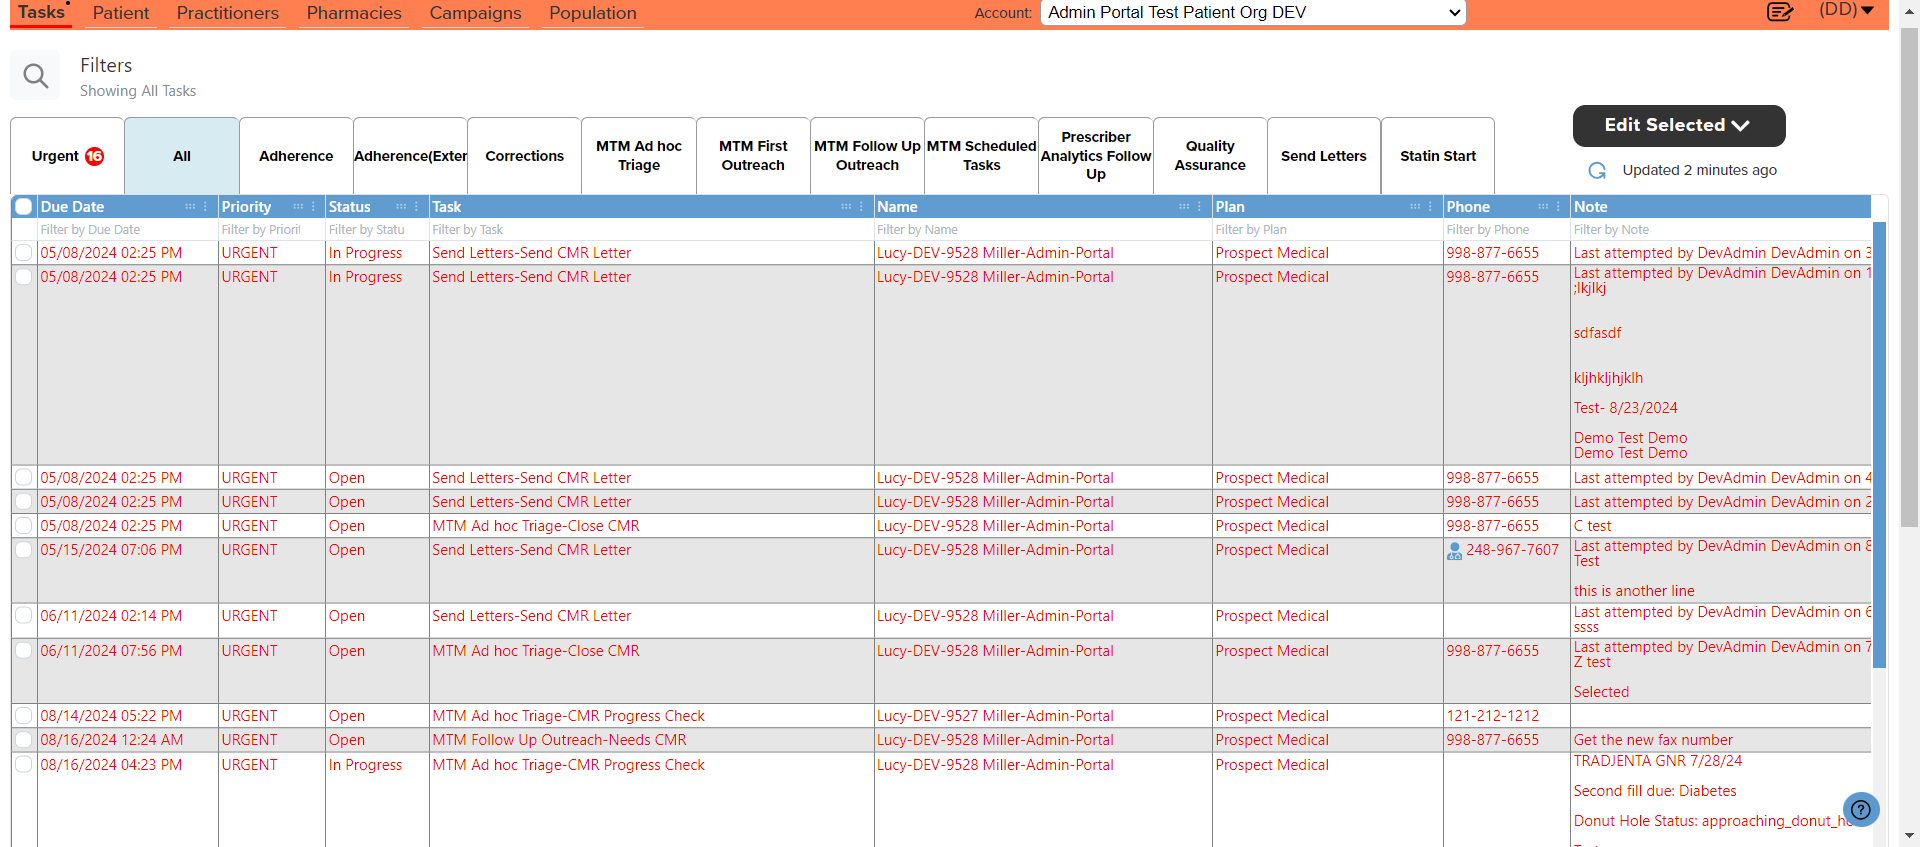 Tasks Patient Practitioners Pharmacies Campaigns Population Account: Admin Portal Test Patient Org DEV (DD)
Filters
Showing All Tasks
Edit Selected
Updated 2 minutes ago
Urgent 16
All
Adherence
Adherence(Exter
Corrections
MTM Ad hoc
Triage
MTM First
Outreach
MTM Follow Up
Outreach
MTM Scheduled
Tasks
Prescriber
Analytics Follow
Up
Quality
Assurance
Send Letters
Statin Start
Due Date Priority Status Task Name Plan Phone Note
Filter by Due Date Filter by Priorit Filter by Statu Filter by Task Filter by Name Filter by Plan Filter by Phone Filter by Note
05/08/2024 02:25 PM URGENT In Progress Send Letters-Send CMR Letter Lucy-DEV-9528 Miller-Admin-Portal Prospect Medical 998-877-6655 Last attempted by DevAdmin DevAdmin on 3
05/08/2024 02:25 PM URGENT In Progress Send Letters-Send CMR Letter Lucy-DEV-9528 Miller-Admin-Portal Prospect Medical 998-877-6655 Last attempted by DevAdmin DevAdmin on 1
;lkjlkj
sdfasdf
kljhkljhjklh
Test- 8/23/2024
Demo Test Demo
Demo Test Demo
05/08/2024 02:25 PM URGENT Open Send Letters-Send CMR Letter Lucy-DEV-9528 Miller-Admin-Portal Prospect Medical 998-877-6655 Last attempted by DevAdmin DevAdmin on 4
05/08/2024 02:25 PM URGENT Open Send Letters-Send CMR Letter Lucy-DEV-9528 Miller-Admin-Portal Prospect Medical 998-877-6655 Last attempted by DevAdmin DevAdmin on 2
05/08/2024 02:25 PM URGENT Open MTM Ad hoc Triage-Close CMR Lucy-DEV-9528 Miller-Admin-Portal Prospect Medical 998-877-6655 C test
05/15/2024 07:06 PM URGENT Open Send Letters-Send CMR Letter Lucy-DEV-9528 Miller-Admin-Portal Prospect Medical 248-967-7607 Last attempted by DevAdmin DevAdmin on 8
Test
this is another line
06/11/2024 02:14 PM URGENT Open Send Letters-Send CMR Letter Lucy-DEV-9528 Miller-Admin-Portal Prospect Medical Last attempted by DevAdmin DevAdmin on 6
ssss
06/11/2024 07:56 PM URGENT Open MTM Ad hoc Triage-Close CMR Lucy-DEV-9528 Miller-Admin-Portal Prospect Medical 998-877-6655 Last attempted by DevAdmin DevAdmin on 7
Z test
Selected
08/14/2024 05:22 PM URGENT Open MTM Ad hoc Triage-CMR Progress Check Lucy-DEV-9527 Miller-Admin-Portal Prospect Medical 121-212-1212
08/16/2024 12:24 AM URGENT Open MTM Follow Up Outreach-Needs CMR Lucy-DEV-9528 Miller-Admin-Portal Prospect Medical 998-877-6655 Get the new fax number
08/16/2024 04:23 PM URGENT In Progress MTM Ad hoc Triage-CMR Progress Check Lucy-DEV-9528 Miller-Admin-Portal Prospect Medical TRADJENTA GNR 7/28/24
Second fill due: Diabetes
Donut Hole Status: approaching_donut_h